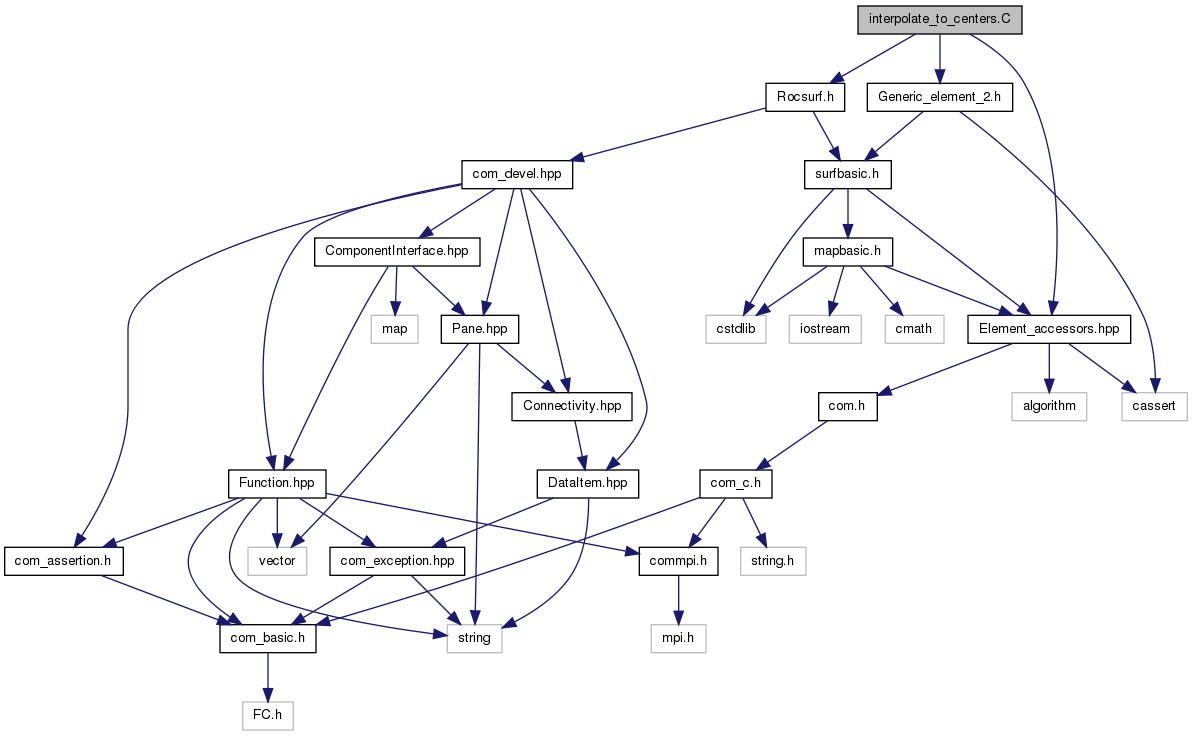 interpolate_to_centers.C
Rocsurf.h
Generic_element_2.h
com_devel.hpp
surfbasic.h
ComponentInterface.hpp
mapbasic.h
map
Pane.hpp
cstdlib
iostream
cmath
Element_accessors.hpp
Connectivity.hpp
com.h
algorithm
cassert
Function.hpp
DataItem.hpp
com_c.h
com_assertion.h
vector
com_exception.hpp
commpi.h
string.h
com_basic.h
string
mpi.h
FC.h